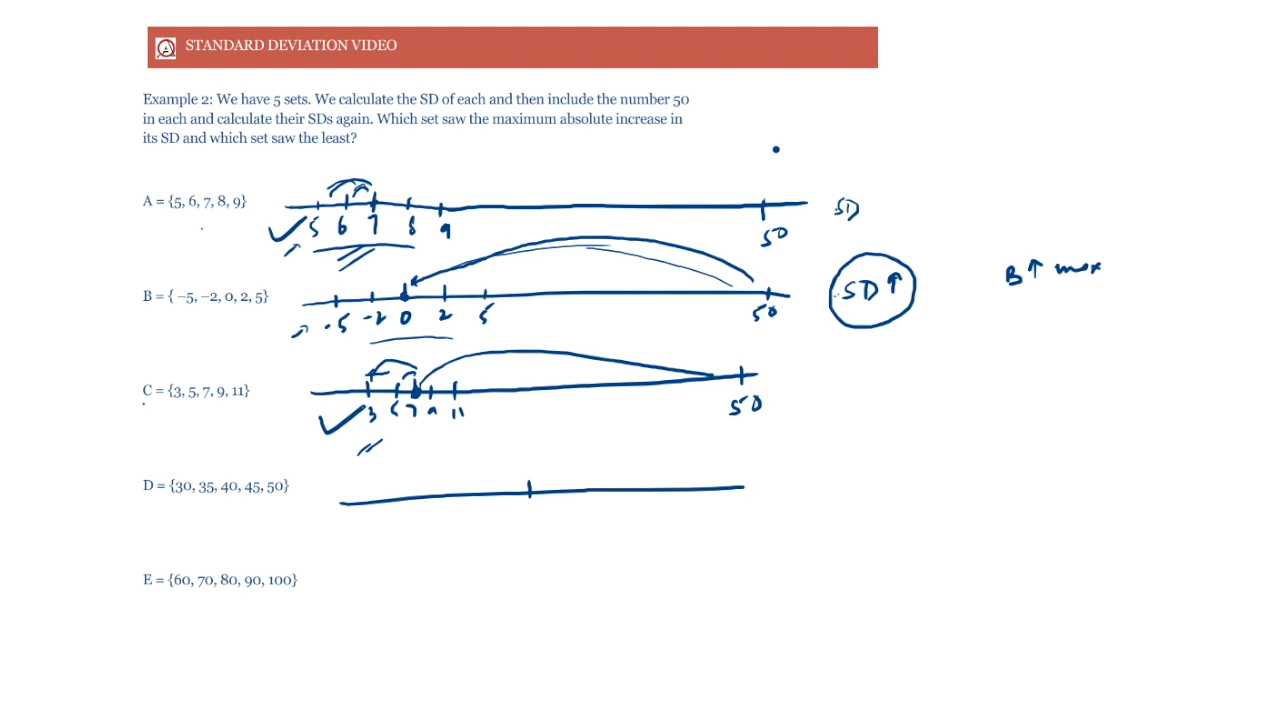 STANDARD DEVIATION VIDEO
Example 2: We have 5 sets. We calculate the SD of each and then include the number 50
in each and calculate their SDs again. Which set saw the maximum absolute increase in
its SD and which set saw the least?
A = {5, 6, 7, 8, 9}
5 6 7 8 9 50 SD
B = { −5, −2, 0, 2, 5}
-5 -2 0 2 5 50 SD↑ B↑ max
C = {3, 5, 7, 9, 11}
3 5 7 9 11 50
D = {30, 35, 40, 45, 50}
E = {60, 70, 80, 90, 100}